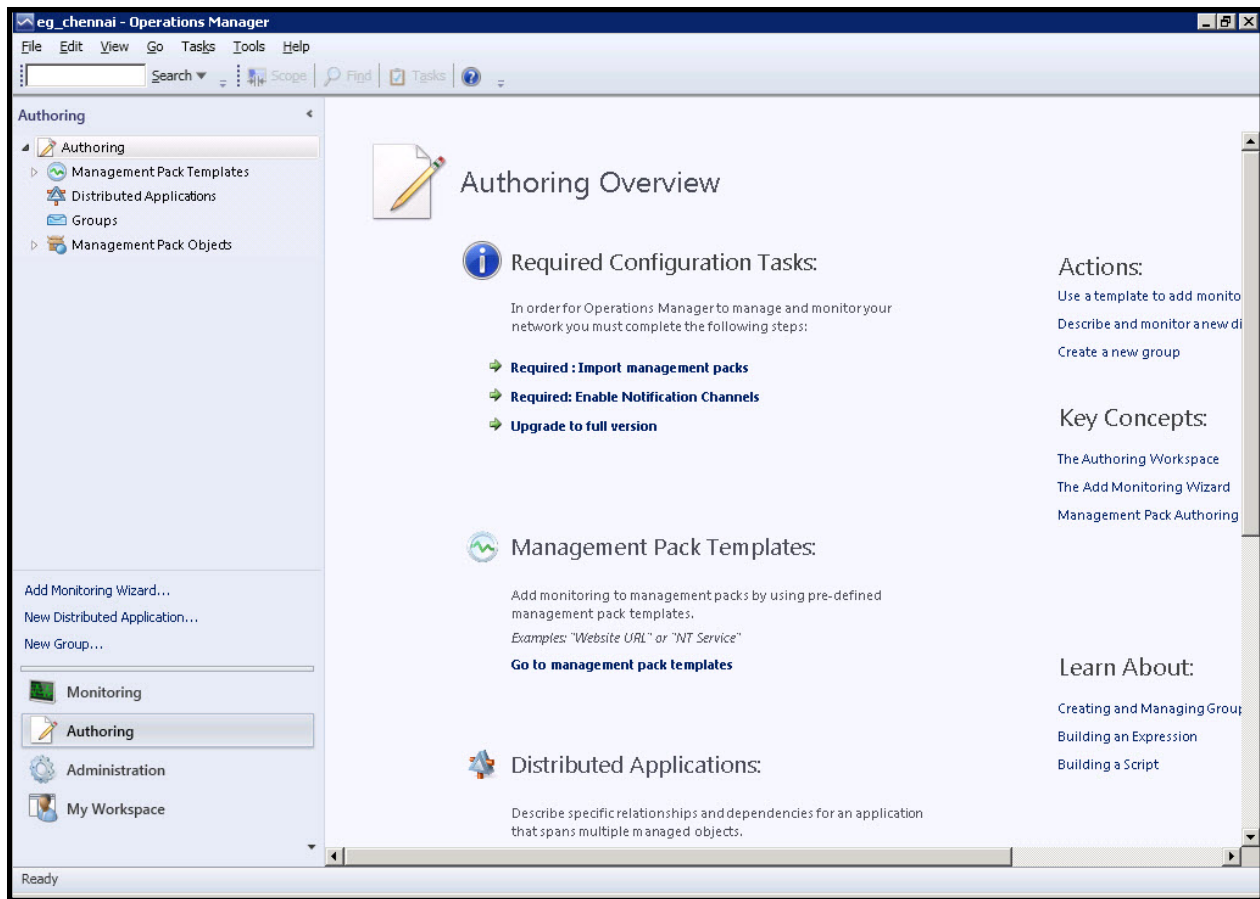 eg_chennai - Operations Manager
File Edit View Go Tasks Tools Help
Search Scope Find Tasks
Authoring
Authoring
Management Pack Templates
Distributed Applications
Groups
Management Pack Objects
Add Monitoring Wizard...
New Distributed Application...
New Group...
Monitoring
Authoring
Administration
My Workspace
Authoring Overview
Required Configuration Tasks:
In order for Operations Manager to manage and monitor your
network you must complete the following steps:
Required : Import management packs
Required: Enable Notification Channels
Upgrade to full version
Management Pack Templates:
Add monitoring to management packs by using pre-defined
management pack templates.
Examples: "Website URL" or "NT Service"
Go to management pack templates
Distributed Applications:
Describe specific relationships and dependencies for an application
that spans multiple managed objects.
Actions:
Use a template to add monito
Describe and monitor a new di
Create a new group
Key Concepts:
The Authoring Workspace
The Add Monitoring Wizard
Management Pack Authoring
Learn About:
Creating and Managing Group
Building an Expression
Building a Script
Ready